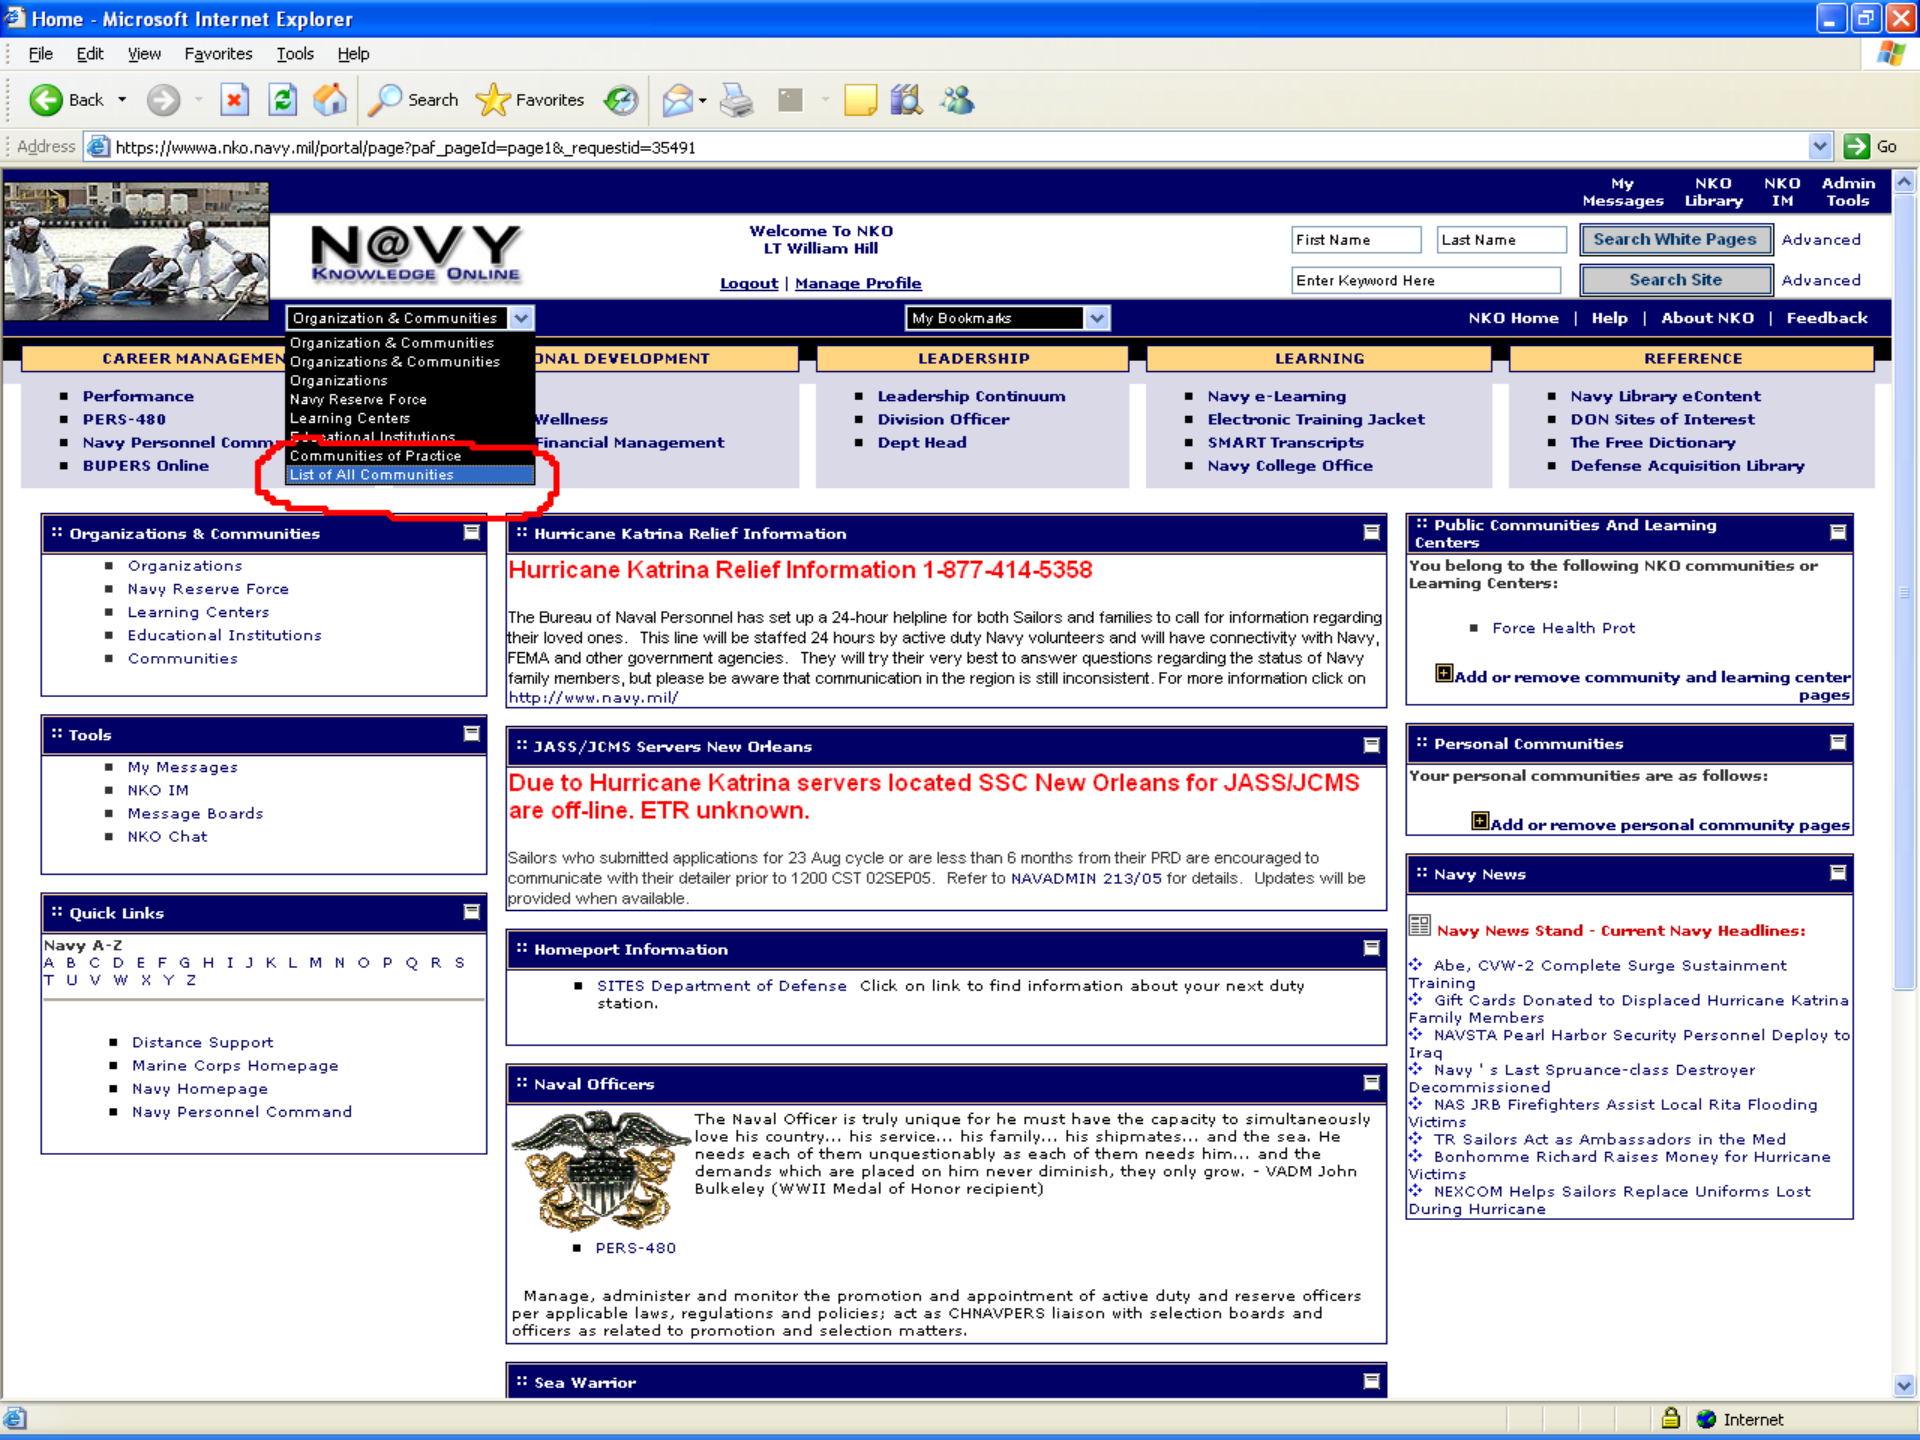 Home - Microsoft Internet Explorer
File Edit View Favorites Tools Help
Back Search Favorites
Address https://wwwa.nko.navy.mil/portal/page?paf_pageId=page1&_requestid=35491 Go
My Messages NKO Library NKO IM Admin Tools
N@VY
KNOWLEDGE ONLINE
Welcome To NKO
LT William Hill
Logout | Manage Profile
First Name Last Name Search White Pages Advanced
Enter Keyword Here Search Site Advanced
Organization & Communities My Bookmarks NKO Home | Help | About NKO | Feedback
Organization & Communities
Organizations & Communities
Organizations
Navy Reserve Force
Learning Centers
Educational Institutions
Communities of Practice
List of All Communities
CAREER MANAGEMEN
Performance
PERS-480
Navy Personnel Comm
BUPERS Online
ONAL DEVELOPMENT
Wellness
Financial Management
LEADERSHIP
Leadership Continuum
Division Officer
Dept Head
LEARNING
Navy e-Learning
Electronic Training Jacket
SMART Transcripts
Navy College Office
REFERENCE
Navy Library eContent
DON Sites of Interest
The Free Dictionary
Defense Acquisition Library
:: Organizations & Communities
Organizations
Navy Reserve Force
Learning Centers
Educational Institutions
Communities
:: Tools
My Messages
NKO IM
Message Boards
NKO Chat
:: Quick Links
Navy A-Z
A B C D E F G H I J K L M N O P Q R S
T U V W X Y Z
Distance Support
Marine Corps Homepage
Navy Homepage
Navy Personnel Command
:: Hurricane Katrina Relief Information
Hurricane Katrina Relief Information 1-877-414-5358
The Bureau of Naval Personnel has set up a 24-hour helpline for both Sailors and families to call for information regarding
their loved ones. This line will be staffed 24 hours by active duty Navy volunteers and will have connectivity with Navy,
FEMA and other government agencies. They will try their very best to answer questions regarding the status of Navy
family members, but please be aware that communication in the region is still inconsistent. For more information click on
http://www.navy.mil/
:: JASS/JCMS Servers New Orleans
Due to Hurricane Katrina servers located SSC New Orleans for JASS/JCMS
are off-line. ETR unknown.
Sailors who submitted applications for 23 Aug cycle or are less than 6 months from their PRD are encouraged to
communicate with their detailer prior to 1200 CST 02SEP05. Refer to NAVADMIN 213/05 for details. Updates will be
provided when available.
:: Homeport Information
SITES Department of Defense Click on link to find information about your next duty
station.
:: Naval Officers
The Naval Officer is truly unique for he must have the capacity to simultaneously
love his country... his service... his family... his shipmates... and the sea. He
needs each of them unquestionably as each of them needs him... and the
demands which are placed on him never diminish, they only grow. - VADM John
Bulkeley (WWII Medal of Honor recipient)
PERS-480
Manage, administer and monitor the promotion and appointment of active duty and reserve officers
per applicable laws, regulations and policies; act as CHNAVPERS liaison with selection boards and
officers as related to promotion and selection matters.
:: Sea Warrior
:: Public Communities And Learning
Centers
You belong to the following NKO communities or
Learning Centers:
Force Health Prot
Add or remove community and learning center
pages
:: Personal Communities
Your personal communities are as follows:
Add or remove personal community pages
:: Navy News
Navy News Stand - Current Navy Headlines:
Abe, CVW-2 Complete Surge Sustainment
Training
Gift Cards Donated to Displaced Hurricane Katrina
Family Members
NAVSTA Pearl Harbor Security Personnel Deploy to
Iraq
Navy ' s Last Spruance-class Destroyer
Decommissioned
NAS JRB Firefighters Assist Local Rita Flooding
Victims
TR Sailors Act as Ambassadors in the Med
Bonhomme Richard Raises Money for Hurricane
Victims
NEXCOM Helps Sailors Replace Uniforms Lost
During Hurricane
Internet